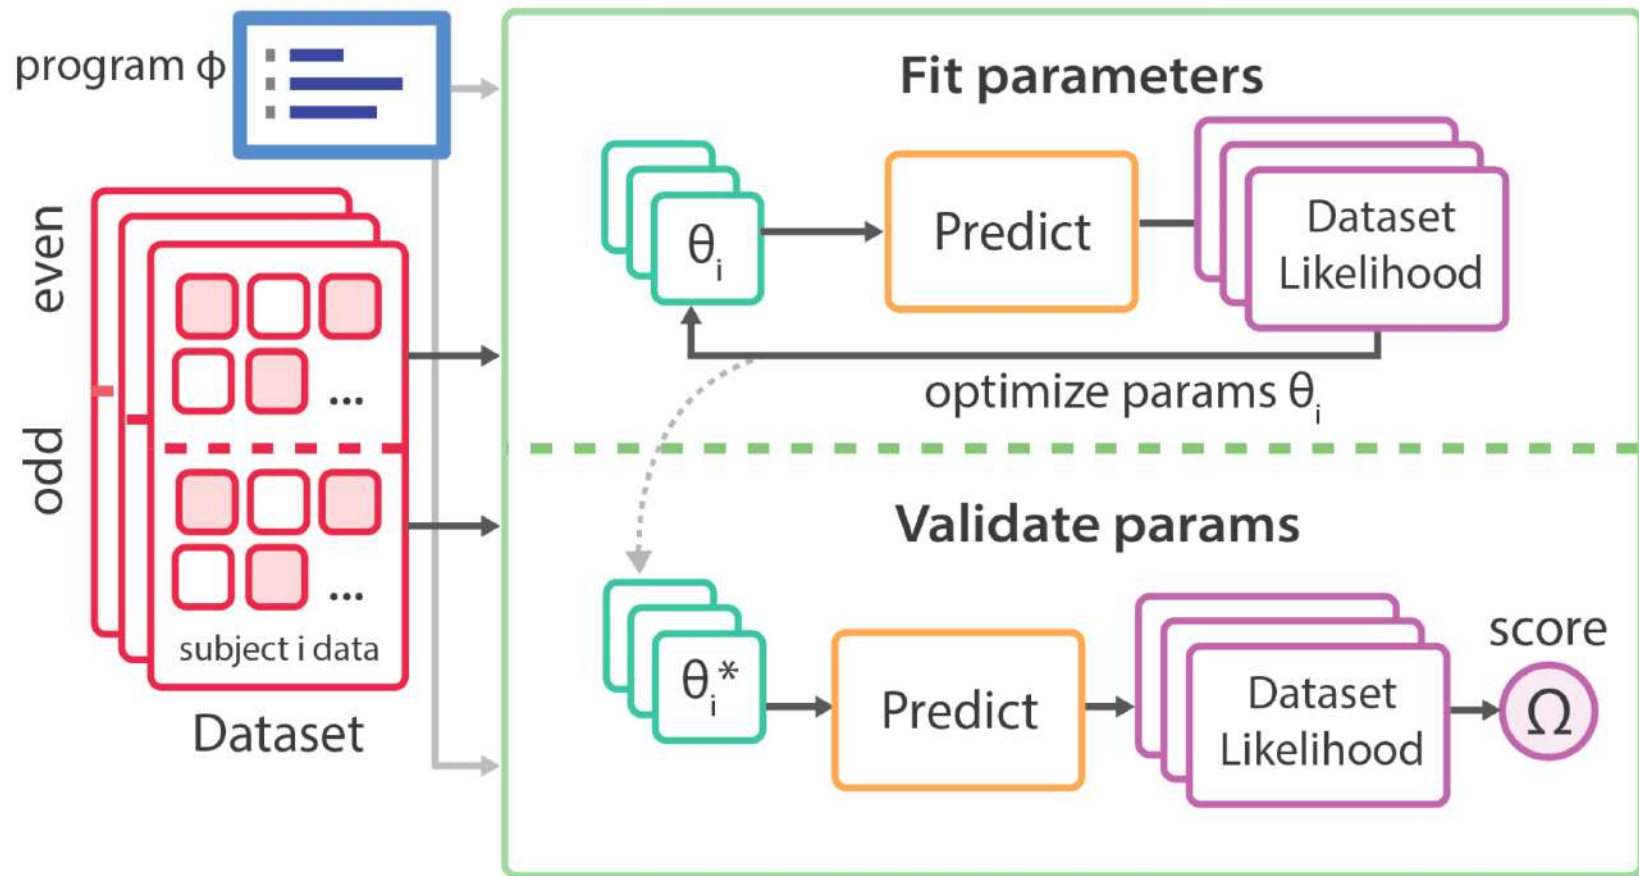 program ϕ
even
odd
...
...
subject i data
Dataset
Fit parameters
θi
Predict
Dataset
Likelihood
optimize params θi
Validate params
θi*
Predict
Dataset
Likelihood
score
Ω